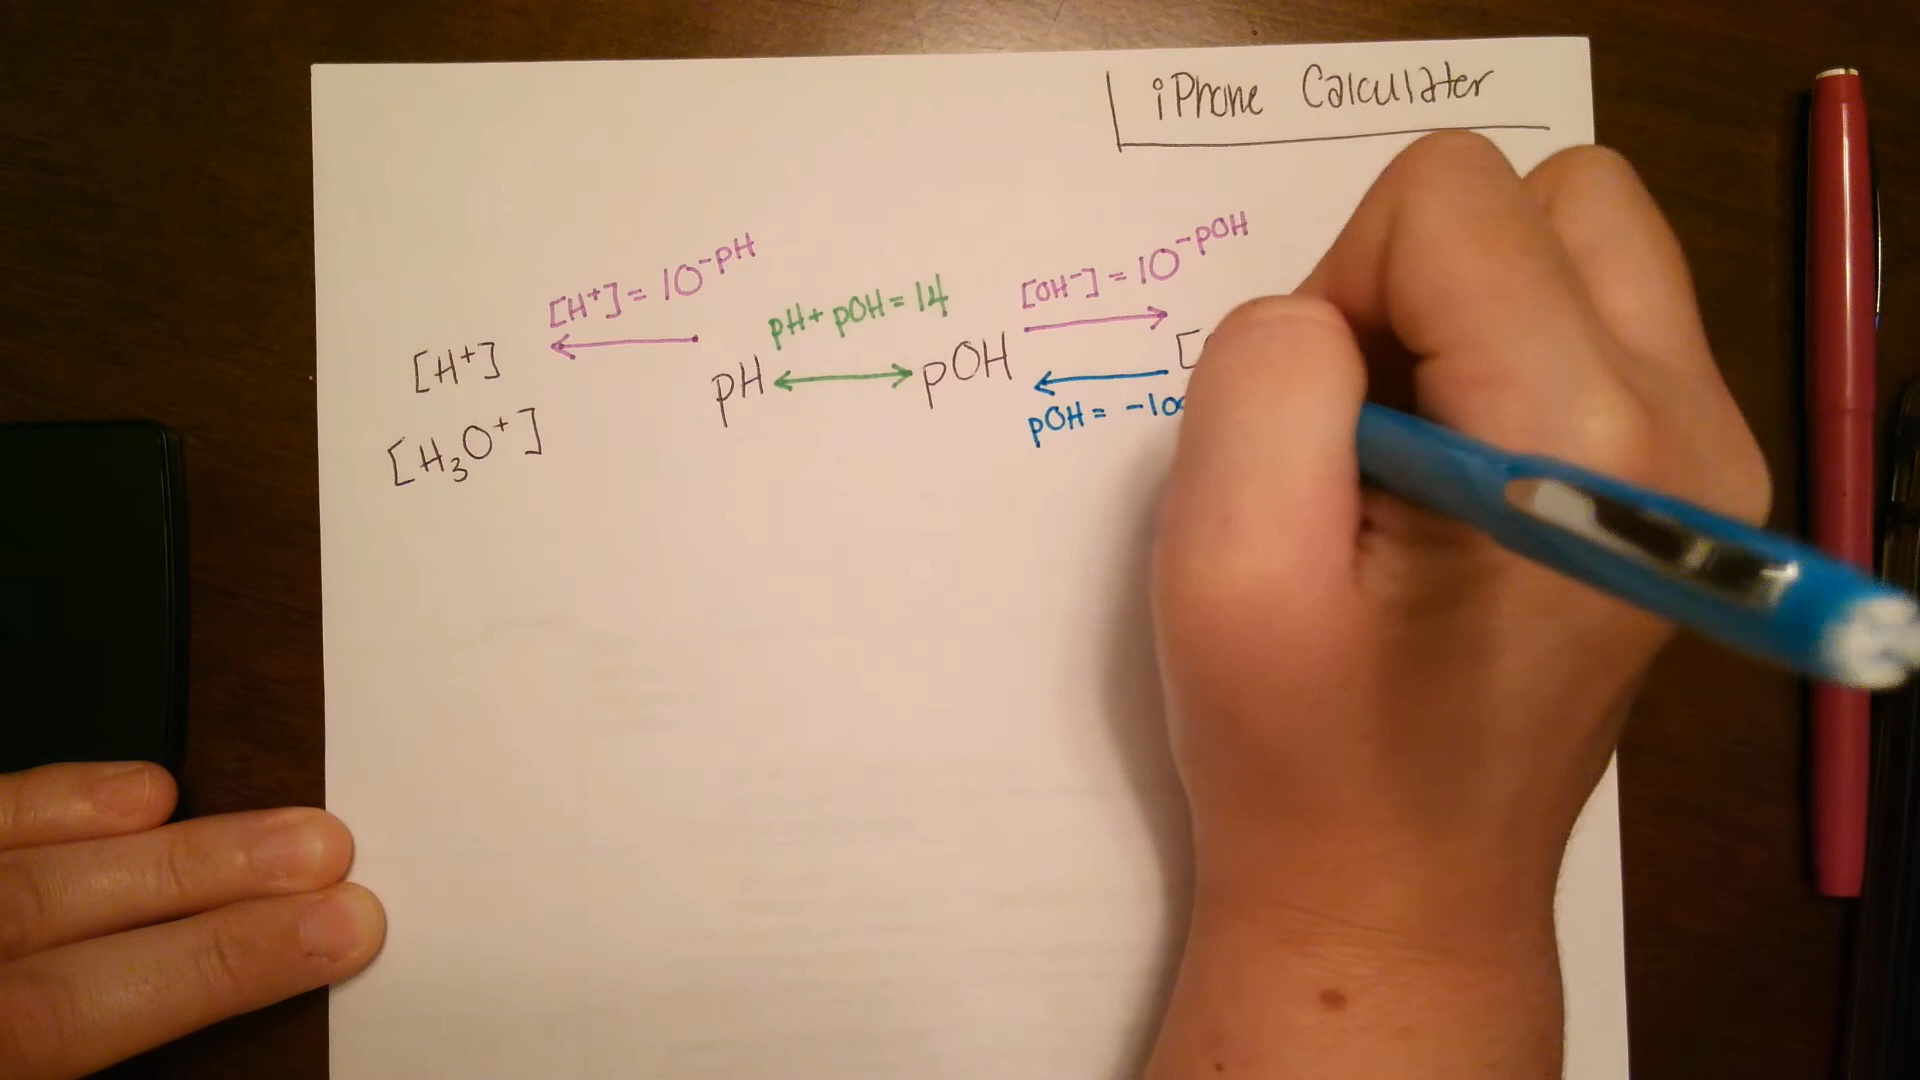 iPhone Calculater
[H⁺] = 10⁻ᵖᴴ
pH + pOH = 14
[OH⁻] = 10⁻ᵖᴼᴴ
[H⁺]
pH
pOH
[
[H₃O⁺]
pOH = -lo